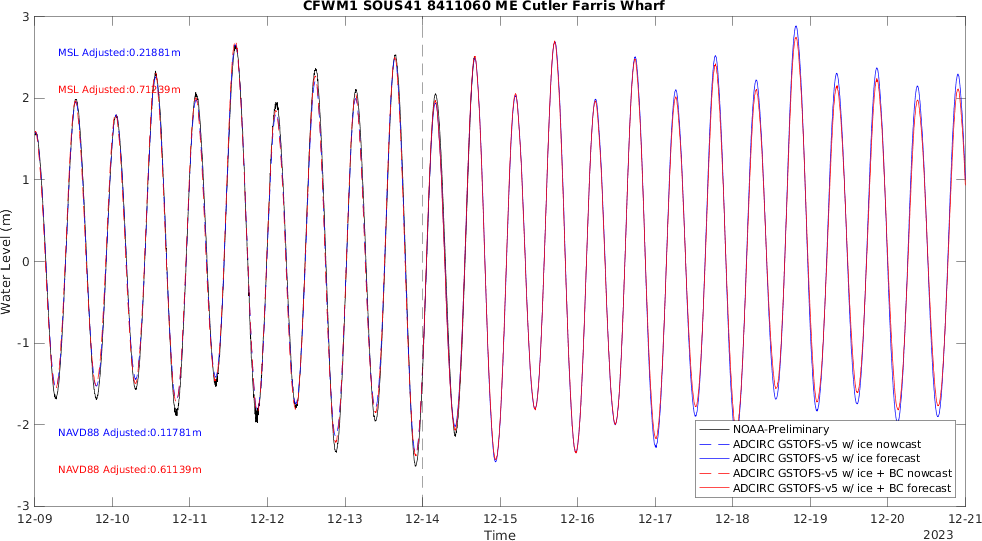 CFWM1 SOUS41 8411060 ME Cutler Farris Wharf
3
2
1
0
-1
-2
-3
Water Level (m)
MSL Adjusted:0.21881m
MSL Adjusted:0.71239m
NAVD88 Adjusted:0.11781m
NAVD88 Adjusted:0.61139m
NOAA-Preliminary
ADCIRC GSTOFS-v5 w/ ice nowcast
ADCIRC GSTOFS-v5 w/ ice forecast
ADCIRC GSTOFS-v5 w/ ice + BC nowcast
ADCIRC GSTOFS-v5 w/ ice + BC forecast
12-09 12-10 12-11 12-12 12-13 12-14 12-15 12-16 12-17 12-18 12-19 12-20 12-21
Time
2023